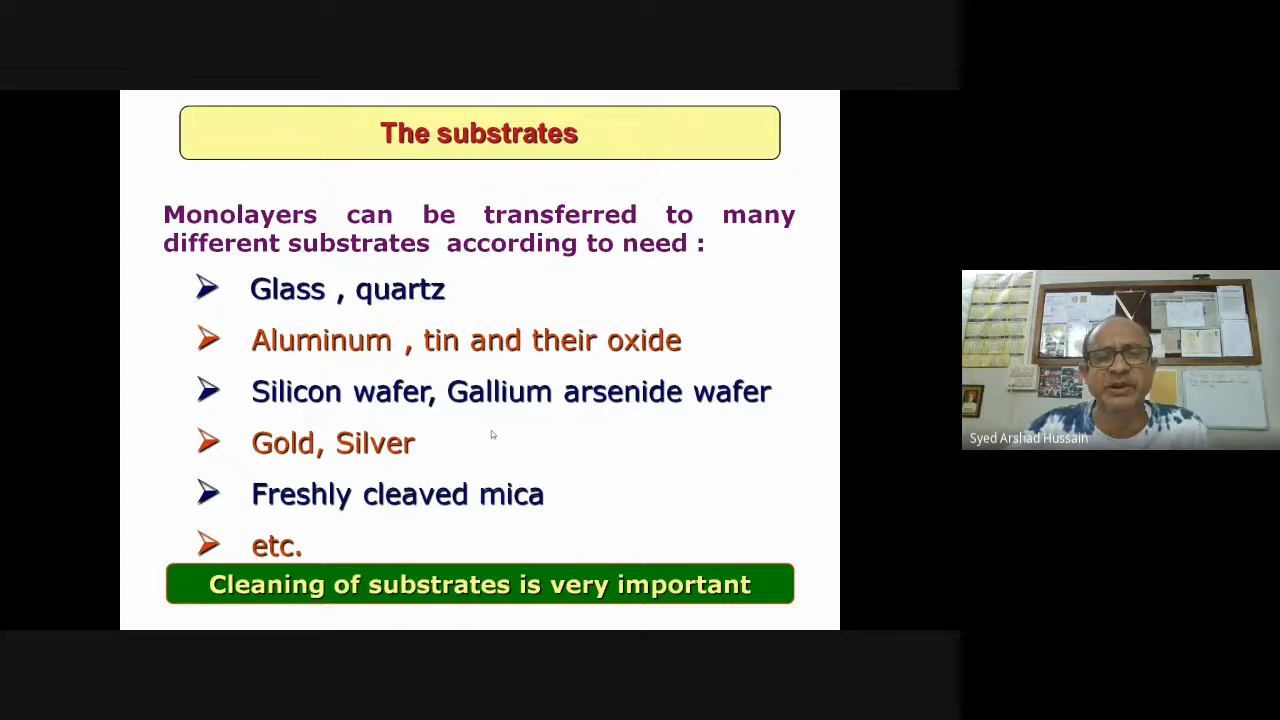 The substrates
Monolayers can be transferred to many
different substrates according to need :
Glass , quartz
Aluminum , tin and their oxide
Silicon wafer, Gallium arsenide wafer
Gold, Silver
Freshly cleaved mica
etc.
Cleaning of substrates is very important
Syed Arshad Hussain